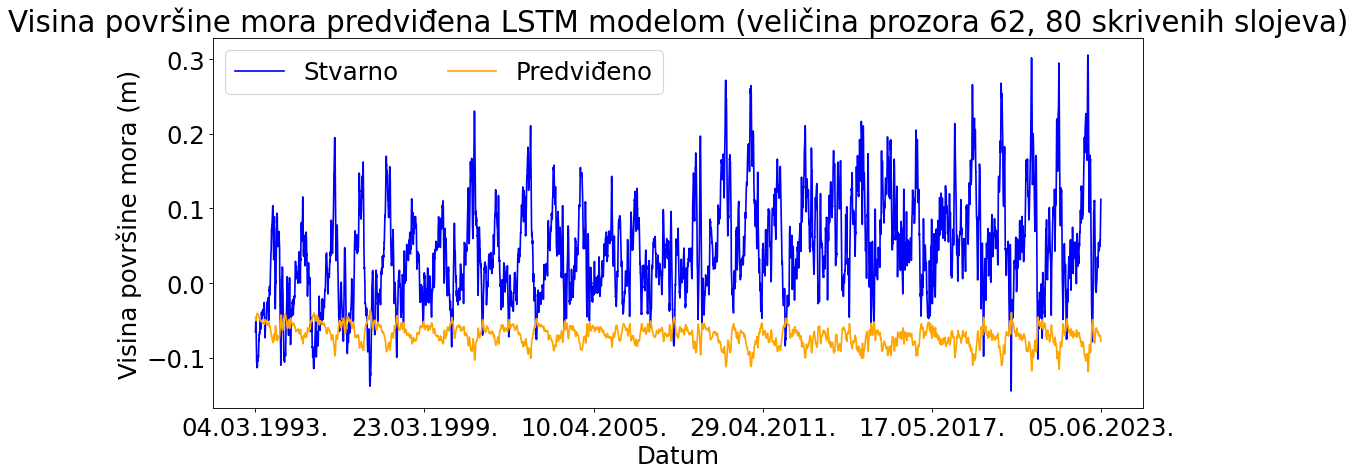 Visina površine mora predviđena LSTM modelom (veličina prozora 62, 80 skrivenih slojeva)
Stvarno Predviđeno
Visina površine mora (m)
0.3
0.2
0.1
0.0
−0.1
04.03.1993. 23.03.1999. 10.04.2005. 29.04.2011. 17.05.2017. 05.06.2023.
Datum